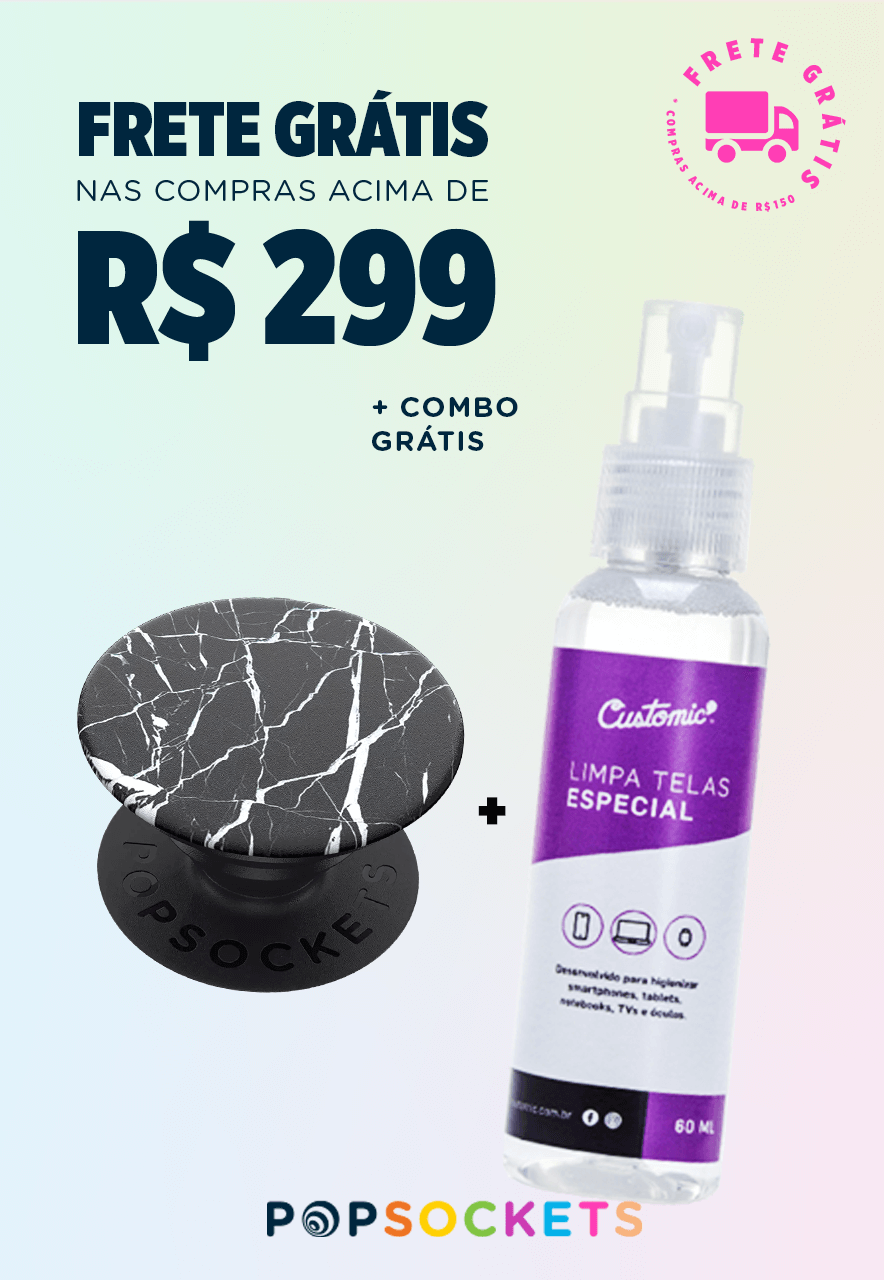 FRETE GRÁTIS
NAS COMPRAS ACIMA DE
R$ 299
+ COMBO
GRÁTIS
FRETE GRÁTIS
* COMPRAS ACIMA DE R$150
POPSOCKETS
+
Customic
LIMPA TELAS
ESPECIAL
Desenvolvido para higienizar
smartphones, tablets,
notebooks, TVs e óculos.
60 ML
POPSOCKETS